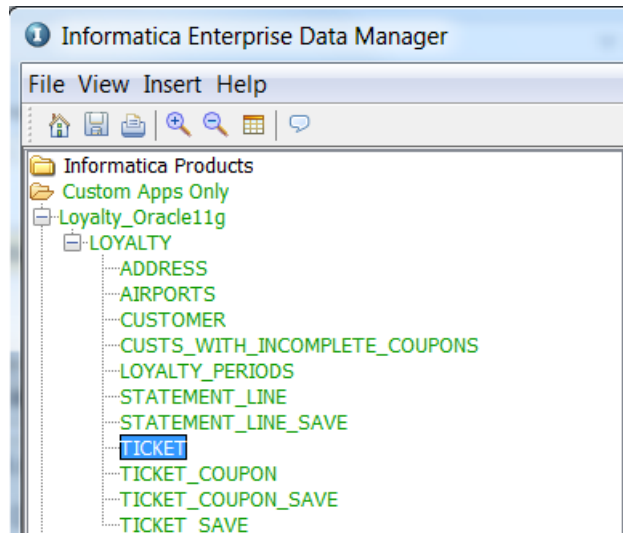 Informatica Enterprise Data Manager
File View Insert Help
Informatica Products
Custom Apps Only
Loyalty_Oracle11g
LOYALTY
ADDRESS
AIRPORTS
CUSTOMER
CUSTS_WITH_INCOMPLETE_COUPONS
LOYALTY_PERIODS
STATEMENT_LINE
STATEMENT_LINE_SAVE
TICKET
TICKET_COUPON
TICKET_COUPON_SAVE
TICKET_SAVE